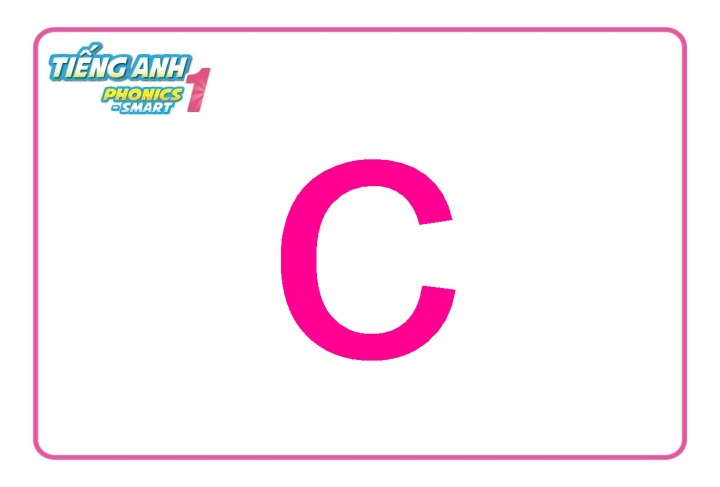 TIẾNG ANH 1
PHONICS
-SMART
c